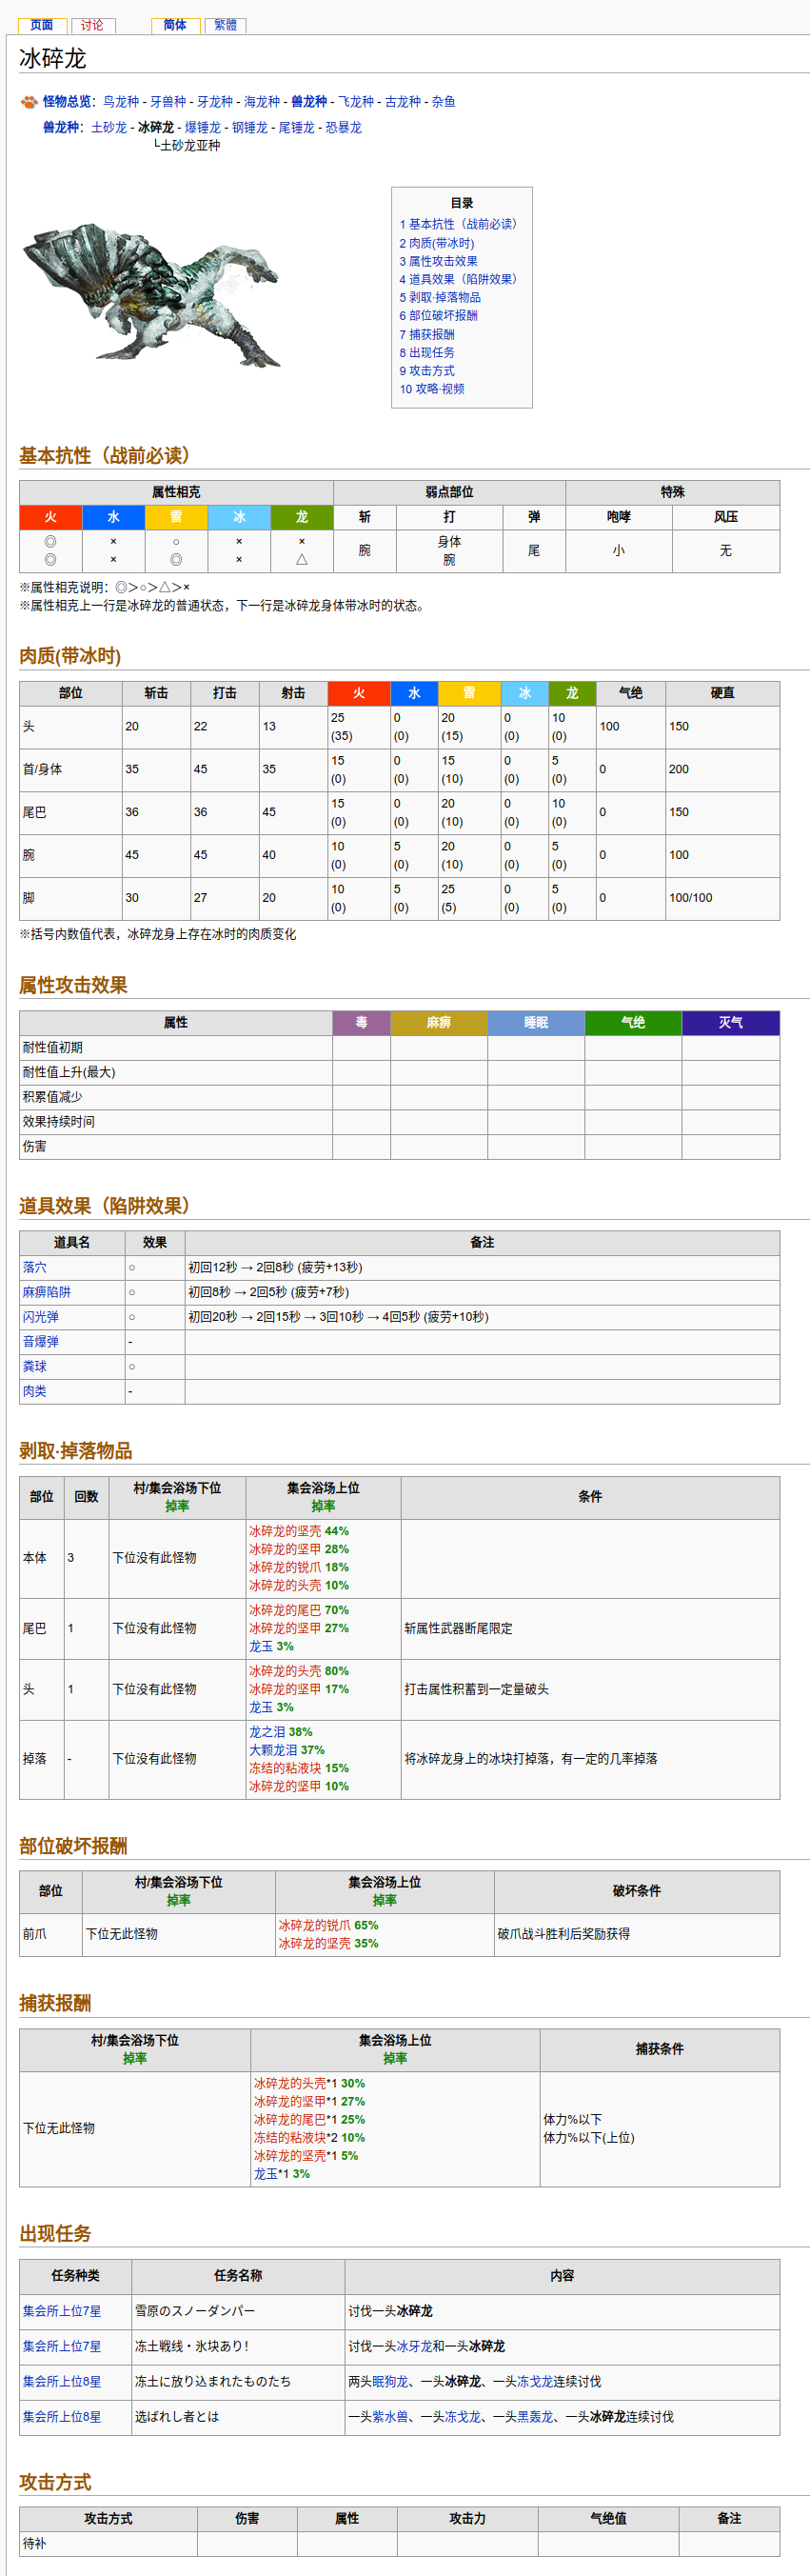 页面 讨论 简体 繁體
冰碎龙
怪物总览：鸟龙种 - 牙兽种 - 牙龙种 - 海龙种 - 兽龙种 - 飞龙种 - 古龙种 - 杂鱼
兽龙种：土砂龙 - 冰碎龙 - 爆锤龙 - 钢锤龙 - 尾锤龙 - 恐暴龙
└土砂龙亚种
目录
1 基本抗性（战前必读）
2 肉质(带冰时)
3 属性攻击效果
4 道具效果（陷阱效果）
5 剥取·掉落物品
6 部位破坏报酬
7 捕获报酬
8 出现任务
9 攻击方式
10 攻略·视频
基本抗性（战前必读）
属性相克 弱点部位 特殊
火 水 雷 冰 龙 斩 打 弹 咆哮 风压
◎ × ○ × × 腕 身体 尾 小 无
◎ × ◎ × △ 腕
※属性相克说明：◎＞○＞△＞×
※属性相克上一行是冰碎龙的普通状态，下一行是冰碎龙身体带冰时的状态。
肉质(带冰时)
部位 斩击 打击 射击 火 水 雷 冰 龙 气绝 硬直
头 20 22 13 25 0 20 0 10 100 150
(35) (0) (15) (0) (0)
首/身体 35 45 35 15 0 15 0 5 0 200
(0) (0) (10) (0) (0)
尾巴 36 36 45 15 0 20 0 10 0 150
(0) (0) (10) (0) (0)
腕 45 45 40 10 5 20 0 5 0 100
(0) (0) (10) (0) (0)
脚 30 27 20 10 5 25 0 5 0 100/100
(0) (0) (5) (0) (0)
※括号内数值代表，冰碎龙身上存在冰时的肉质变化
属性攻击效果
属性 毒 麻痹 睡眠 气绝 灭气
耐性值初期
耐性值上升(最大)
积累值减少
效果持续时间
伤害
道具效果（陷阱效果）
道具名 效果 备注
落穴 ○ 初回12秒 → 2回8秒 (疲劳+13秒)
麻痹陷阱 ○ 初回8秒 → 2回5秒 (疲劳+7秒)
闪光弹 ○ 初回20秒 → 2回15秒 → 3回10秒 → 4回5秒 (疲劳+10秒)
音爆弹 -
粪球 ○
肉类 -
剥取·掉落物品
部位 回数 村/集会浴场下位 集会浴场上位 条件
掉率 掉率
本体 3 下位没有此怪物 冰碎龙的坚壳 44%
冰碎龙的坚甲 28%
冰碎龙的锐爪 18%
冰碎龙的头壳 10%
尾巴 1 下位没有此怪物 冰碎龙的尾巴 70% 斩属性武器断尾限定
冰碎龙的坚甲 27%
龙玉 3%
头 1 下位没有此怪物 冰碎龙的头壳 80% 打击属性积蓄到一定量破头
冰碎龙的坚甲 17%
龙玉 3%
掉落 - 下位没有此怪物 龙之泪 38% 将冰碎龙身上的冰块打掉落，有一定的几率掉落
大颗龙泪 37%
冻结的粘液块 15%
冰碎龙的坚甲 10%
部位破坏报酬
部位 村/集会浴场下位 集会浴场上位 破坏条件
掉率 掉率
前爪 下位无此怪物 冰碎龙的锐爪 65% 破爪战斗胜利后奖励获得
冰碎龙的坚壳 35%
捕获报酬
村/集会浴场下位 集会浴场上位 捕获条件
掉率 掉率
下位无此怪物 冰碎龙的头壳*1 30% 体力%以下
冰碎龙的坚甲*1 27% 体力%以下(上位)
冰碎龙的尾巴*1 25%
冻结的粘液块*2 10%
冰碎龙的坚壳*1 5%
龙玉*1 3%
出现任务
任务种类 任务名称 内容
集会所上位7星 雪原のスノーダンパー 讨伐一头冰碎龙
集会所上位7星 冻土戦线・氷块あり！ 讨伐一头冰牙龙和一头冰碎龙
集会所上位8星 冻土に放り込まれたものたち 两头眠狗龙、一头冰碎龙、一头冻戈龙连续讨伐
集会所上位8星 选ばれし者とは 一头紫水兽、一头冻戈龙、一头黑轰龙、一头冰碎龙连续讨伐
攻击方式
攻击方式 伤害 属性 攻击力 气绝值 备注
待补